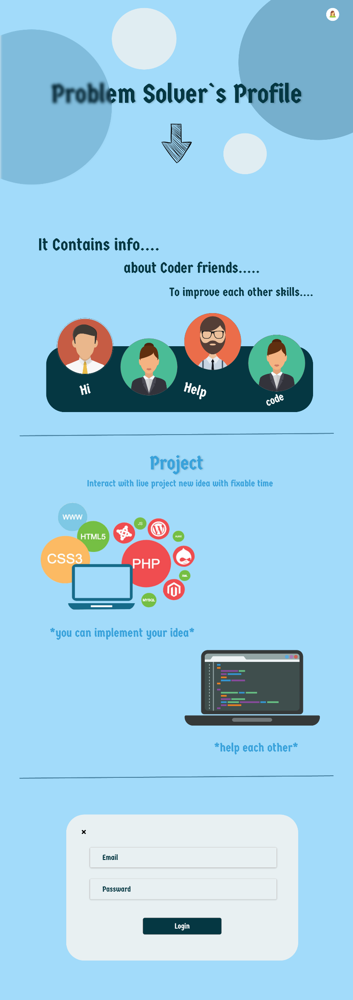 Problem Solver`s Profile
It Contains info....
about Coder friends.....
To improve each other skills....
Hi
Help
code
Project
Interact with live project new idea with fixable time
WWW
HTML5
JS
AJAX
CSS3
PHP
XML
MYSQL
*you can implement your idea*
*help each other*
×
Email
Passward
Login